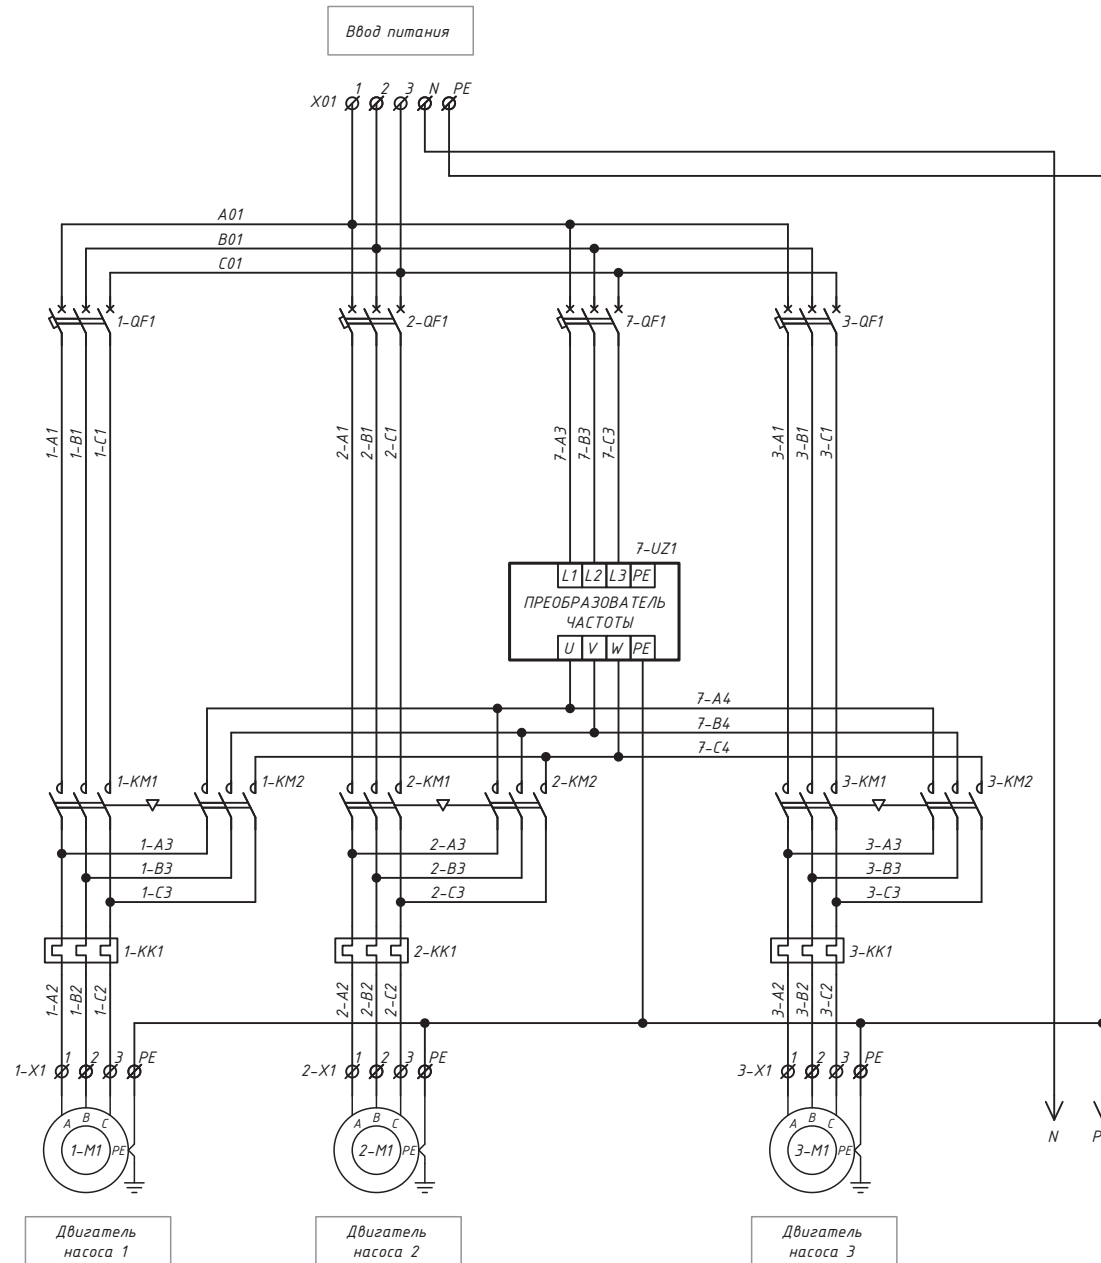 Ввод питания
X01
1
2
3
N
PE
A01
B01
C01
1-QF1
2-QF1
7-QF1
3-QF1
1-A1
1-B1
1-C1
2-A1
2-B1
2-C1
7-A3
7-B3
7-C3
3-A1
3-B1
3-C1
7-UZ1
L1 L2 L3 PE
ПРЕОБРАЗОВАТЕЛЬ
ЧАСТОТЫ
U V W PE
7-A4
7-B4
7-C4
1-KM1
1-KM2
2-KM1
2-KM2
3-KM1
3-KM2
1-A3
1-B3
1-C3
2-A3
2-B3
2-C3
3-A3
3-B3
3-C3
1-KK1
2-KK1
3-KK1
1-A2
1-B2
1-C2
2-A2
2-B2
2-C2
3-A2
3-B2
3-C2
1-X1
1
2
3
PE
2-X1
1
2
3
PE
3-X1
1
2
3
PE
A B C
1-M1
PE
A B C
2-M1
PE
A B C
3-M1
PE
N
Двигатель
насоса 1
Двигатель
насоса 2
Двигатель
насоса 3